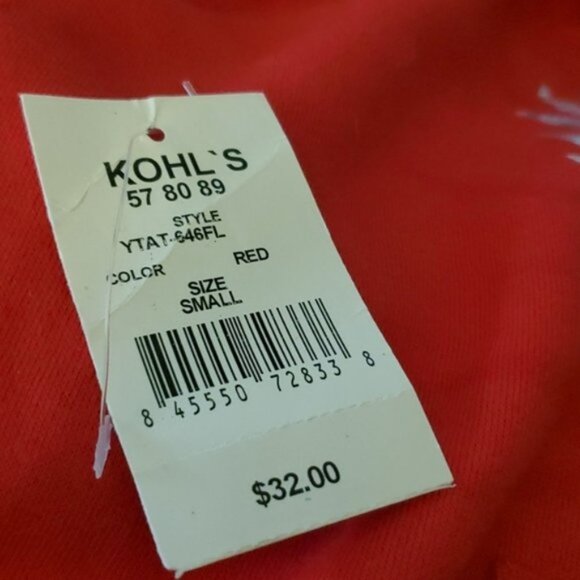 KOHL`S
57 80 89
STYLE
YTAT-646FL
COLOR RED
SIZE
SMALL
8 45550 72833 8
$32.00